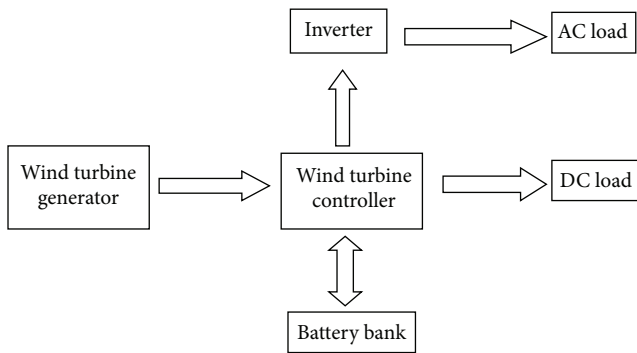 Inverter
AC load
Wind turbine
generator
Wind turbine
controller
DC load
Battery bank